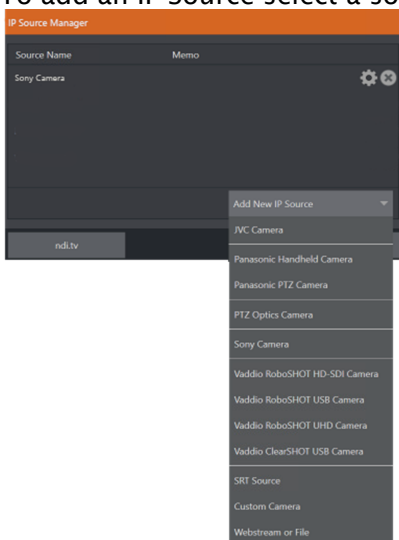 To add an IP Source select a so
IP Source Manager
Source Name Memo
Sony Camera
Add New IP Source
ndi.tv
JVC Camera
Panasonic Handheld Camera
Panasonic PTZ Camera
PTZ Optics Camera
Sony Camera
Vaddio RoboSHOT HD-SDI Camera
Vaddio RoboSHOT USB Camera
Vaddio RoboSHOT UHD Camera
Vaddio ClearSHOT USB Camera
SRT Source
Custom Camera
Webstream or File